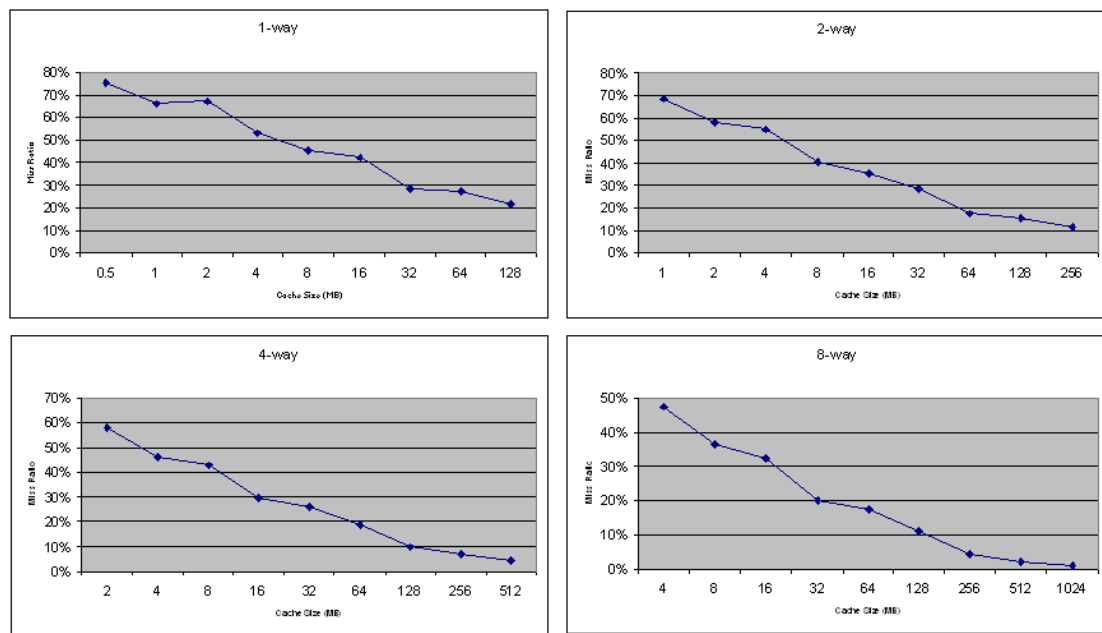 1-way
80%
70%
60%
50%
40%
30%
20%
10%
0%
Miss Ratio
0.5 1 2 4 8 16 32 64 128
Cache Size (MB)
2-way
80%
70%
60%
50%
40%
30%
20%
10%
0%
Miss Ratio
1 2 4 8 16 32 64 128 256
Cache Size (MB)
4-way
70%
60%
50%
40%
30%
20%
10%
0%
Miss Ratio
2 4 8 16 32 64 128 256 512
Cache Size (MB)
8-way
50%
40%
30%
20%
10%
0%
Miss Ratio
4 8 16 32 64 128 256 512 1024
Cache Size (MB)